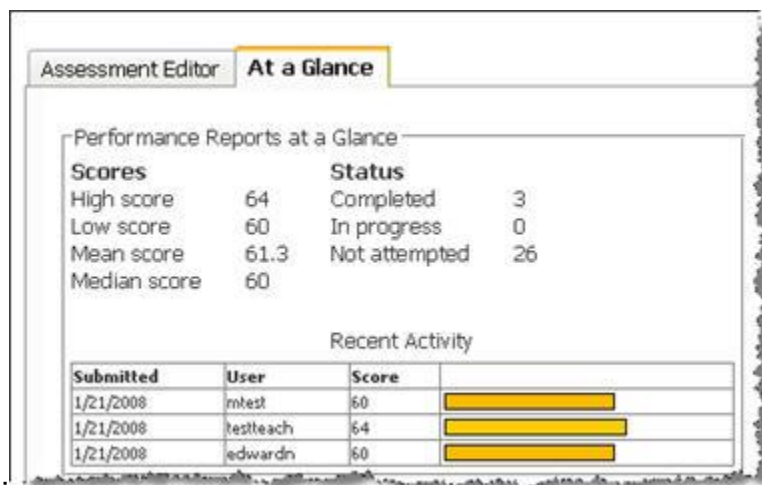 Assessment Editor At a Glance
Performance Reports at a Glance
Scores Status
High score 64 Completed 3
Low score 60 In progress 0
Mean score 61.3 Not attempted 26
Median score 60
Recent Activity
Submitted User Score
1/21/2008 mtest 60
1/21/2008 testteach 64
1/21/2008 edwardn 60